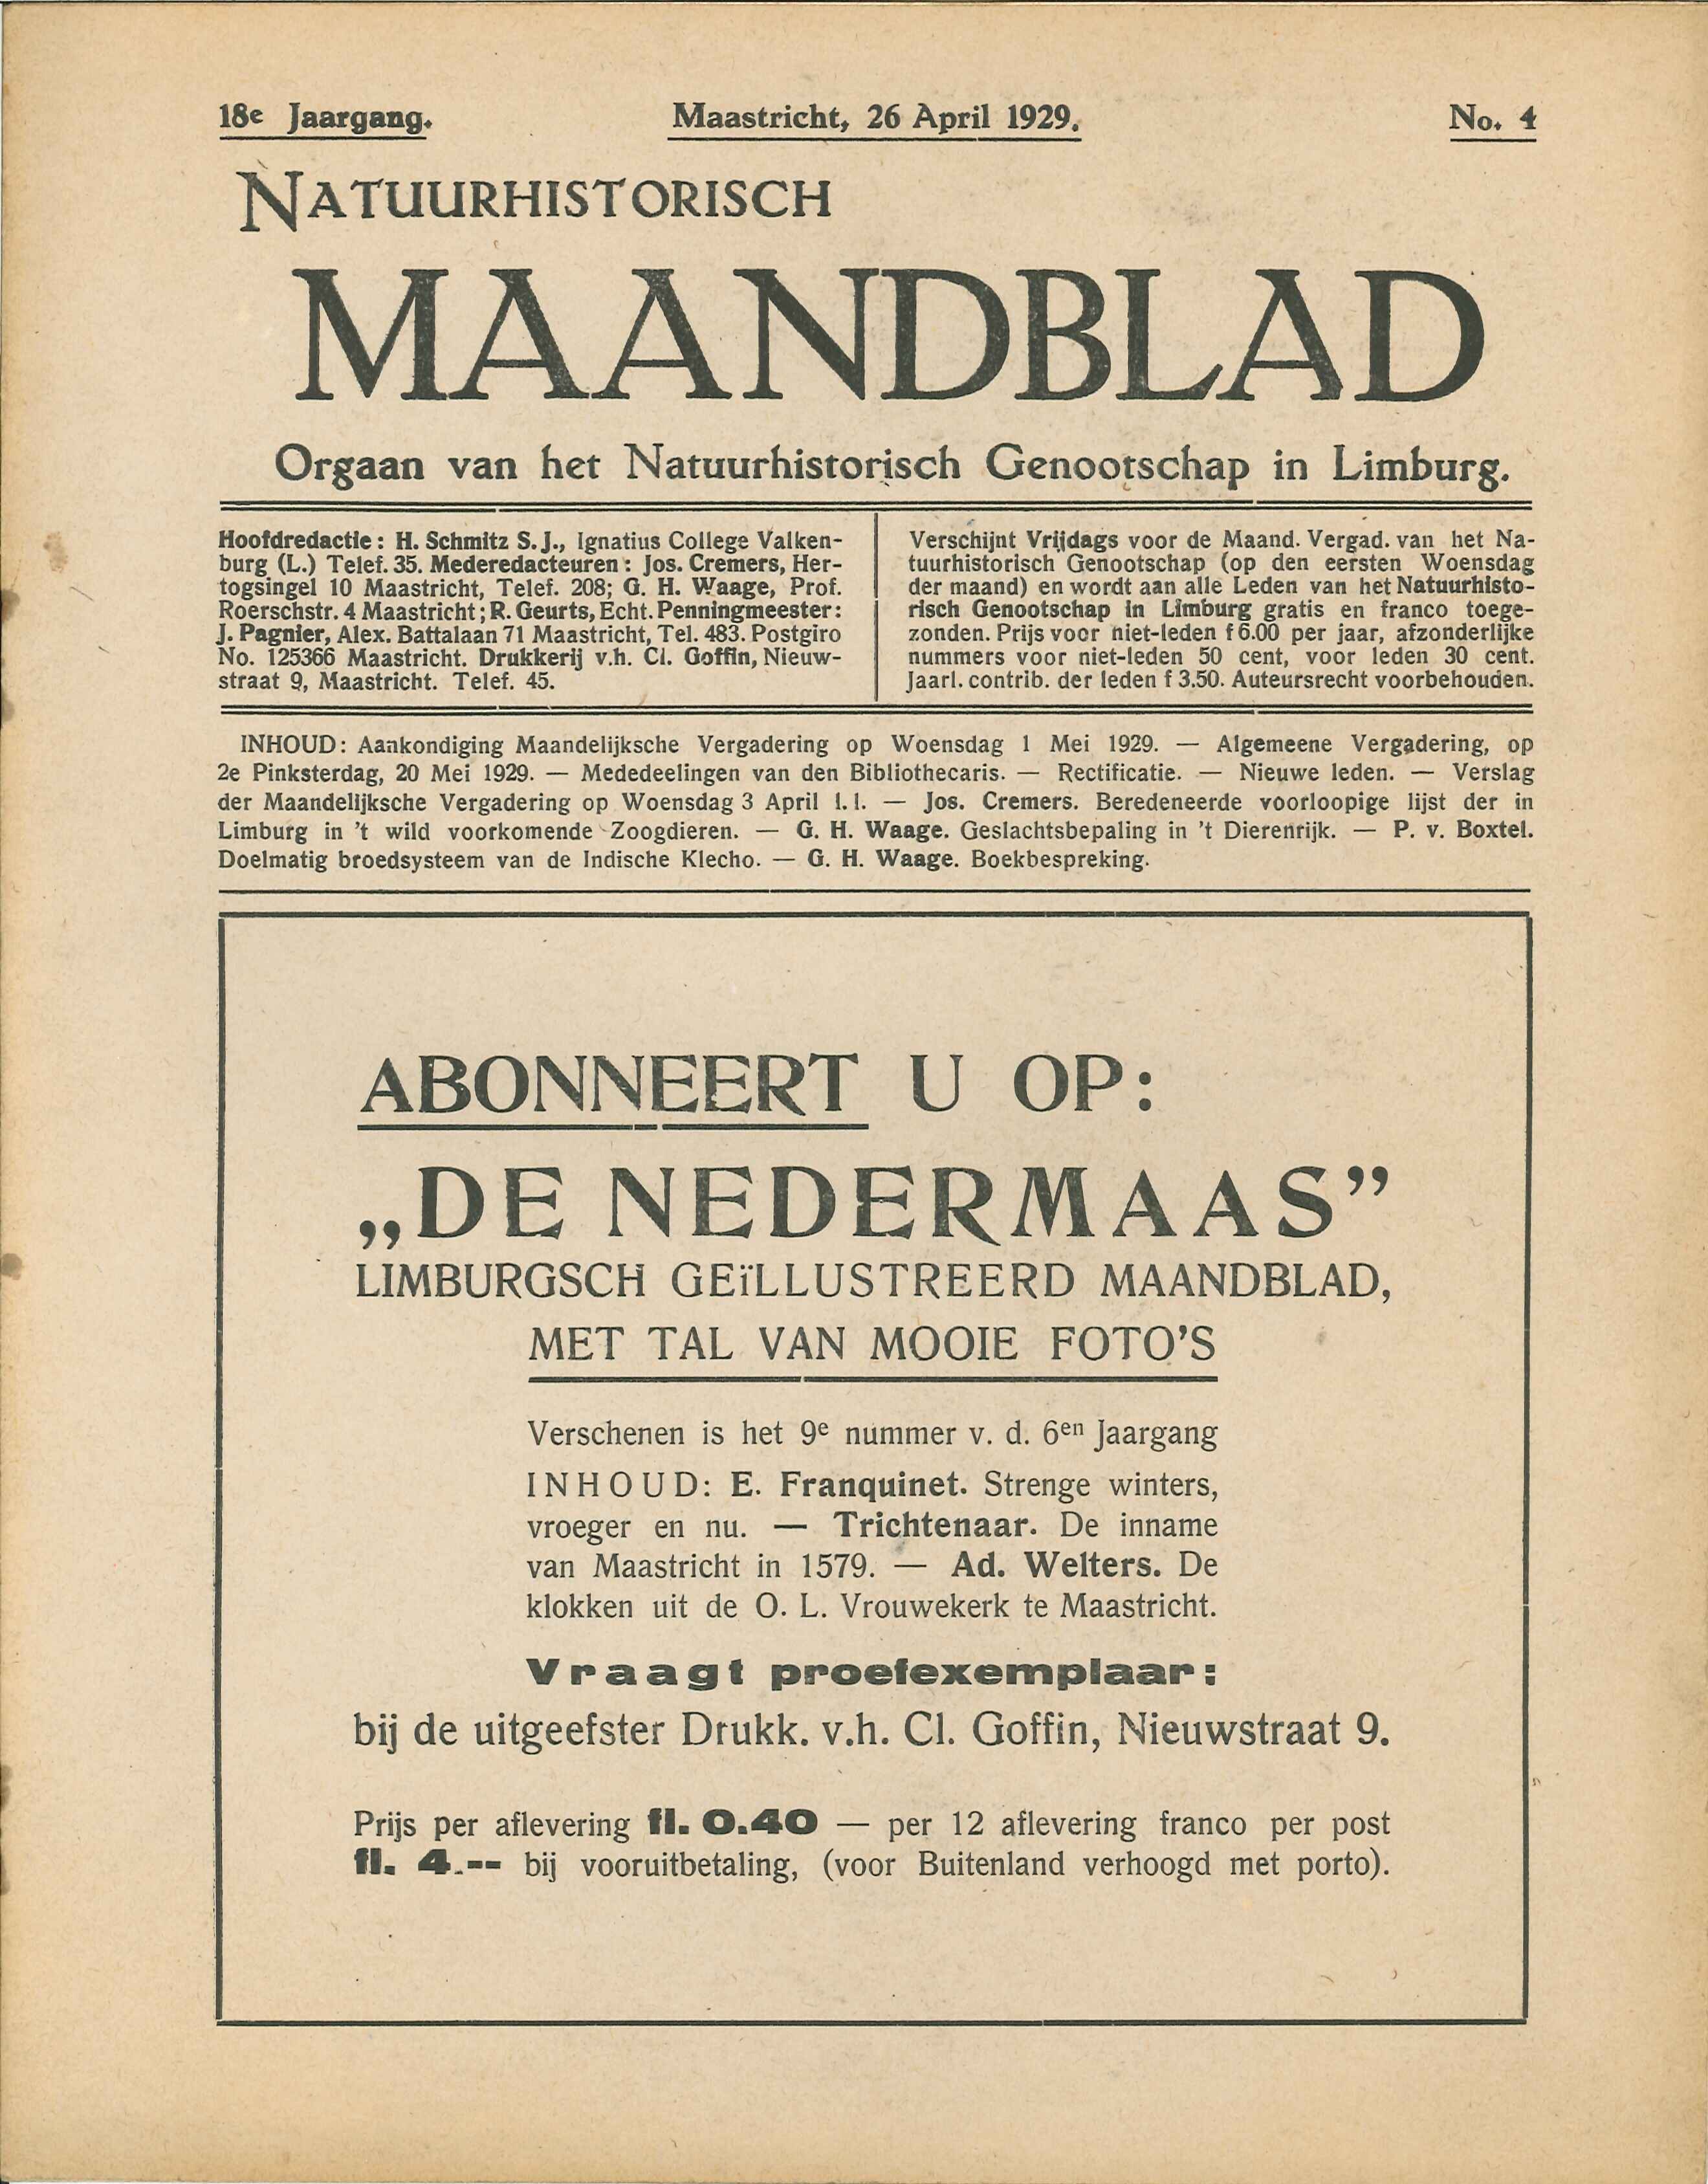 18e Jaargang.
Maastricht, 26 April 1929.
No. 4
NATUURHISTORISCH
MAANDBLAD
Orgaan van het Natuurhistorisch Genootschap in Limburg.
Hoofdredactie: H. Schmitz S.J., Ignatius College Valken-
burg (L.) Telef. 35. Mederedacteuren: Jos. Cremers, Her-
togsingel 10 Maastricht, Telef. 208; G. H. Waage, Prof.
Roerschstr. 4 Maastricht; R. Geurts, Echt. Penningmeester:
J. Pagnier, Alex. Battalaan 71 Maastricht, Tel. 483. Postgiro
No. 125366 Maastricht. Drukkerij v.h. Cl. Goffin, Nieuw-
straat 9, Maastricht. Telef. 45.
Verschijnt Vrijdags voor de Maand. Vergad. van het Na-
tuurhistorisch Genootschap (op den eersten Woensdag
der maand) en wordt aan alle Leden van het Natuurhisto-
risch Genootschap in Limburg gratis en franco toege-
zonden. Prijs voor niet-leden f 6.00 per jaar, afzonderlijke
nummers voor niet-leden 50 cent, voor leden 30 cent.
Jaarl. contrib. der leden f 3.50. Auteursrecht voorbehouden.
INHOUD: Aankondiging Maandelijksche Vergadering op Woensdag 1 Mei 1929. — Algemeene Vergadering, op
2e Pinksterdag, 20 Mei 1929. — Mededeelingen van den Bibliothecaris. — Rectificatie. — Nieuwe leden. — Verslag
der Maandelijksche Vergadering op Woensdag 3 April l.l. — Jos. Cremers. Beredeneerde voorloopige lijst der in
Limburg in 't wild voorkomende Zoogdieren. — G. H. Waage. Geslachtsbepaling in 't Dierenrijk. — P. v. Boxtel.
Doelmatig broedsysteem van de Indische Klecho. — G. H. Waage. Boekbespreking.
ABONNEERT U OP:
„DE NEDERMAAS”
LIMBURGSCH GEïLLUSTREERD MAANDBLAD,
MET TAL VAN MOOIE FOTO'S
Verschenen is het 9e nummer v. d. 6en Jaargang
INHOUD: E. Franquinet. Strenge winters,
vroeger en nu. — Trichtenaar. De inname
van Maastricht in 1579. — Ad. Welters. De
klokken uit de O. L. Vrouwekerk te Maastricht.
Vraagt proefexemplaar:
bij de uitgeefster Drukk. v.h. Cl. Goffin, Nieuwstraat 9.
Prijs per aflevering fl. 0.40 — per 12 aflevering franco per post
fl. 4.-- bij vooruitbetaling, (voor Buitenland verhoogd met porto).